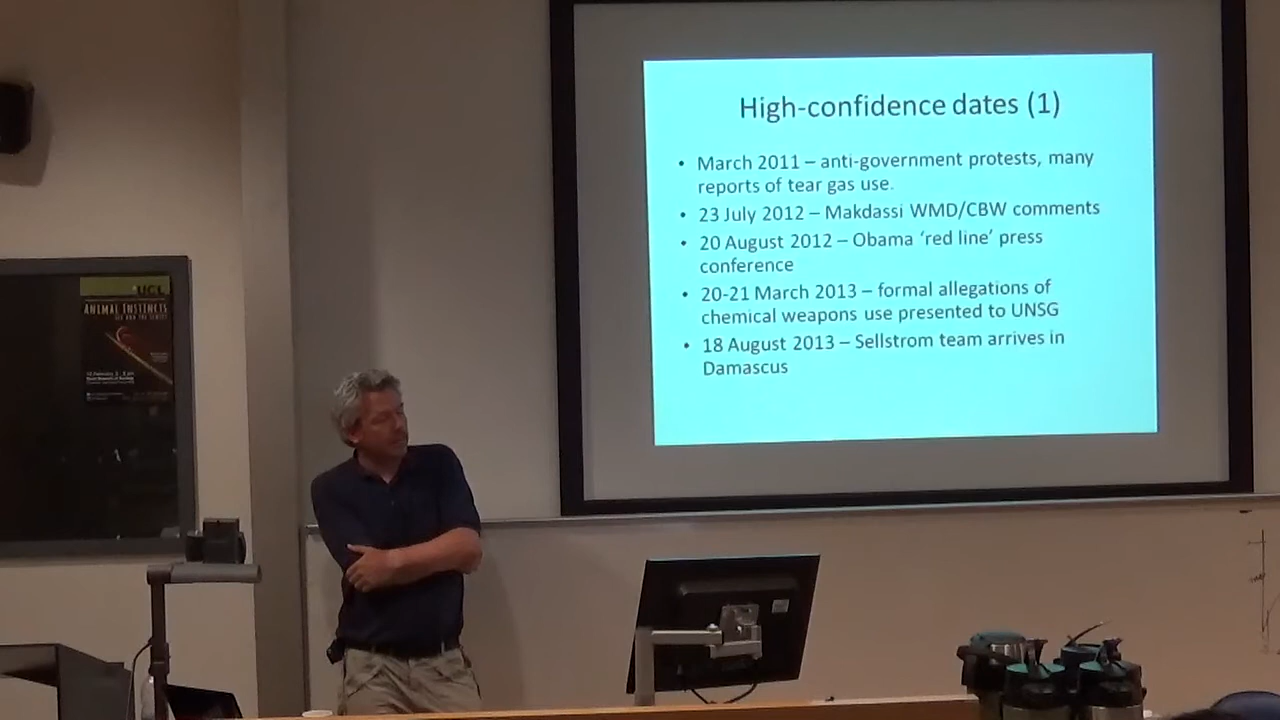 High-confidence dates (1)
• March 2011 – anti-government protests, many
reports of tear gas use.
• 23 July 2012 – Makdassi WMD/CBW comments
• 20 August 2012 – Obama ‘red line’ press
conference
• 20-21 March 2013 – formal allegations of
chemical weapons use presented to UNSG
• 18 August 2013 – Sellstrom team arrives in
Damascus
UCL
ANIMAL INSTINCTS